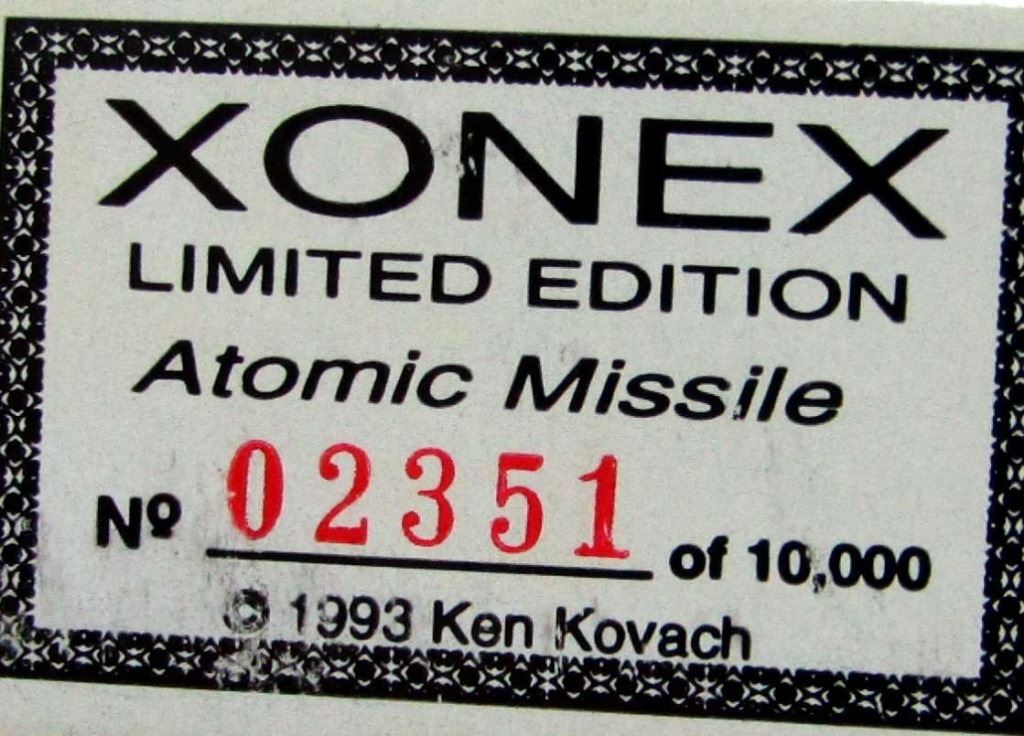 XONEX
LIMITED EDITION
Atomic Missile
Nº 02351 of 10,000
© 1993 Ken Kovach